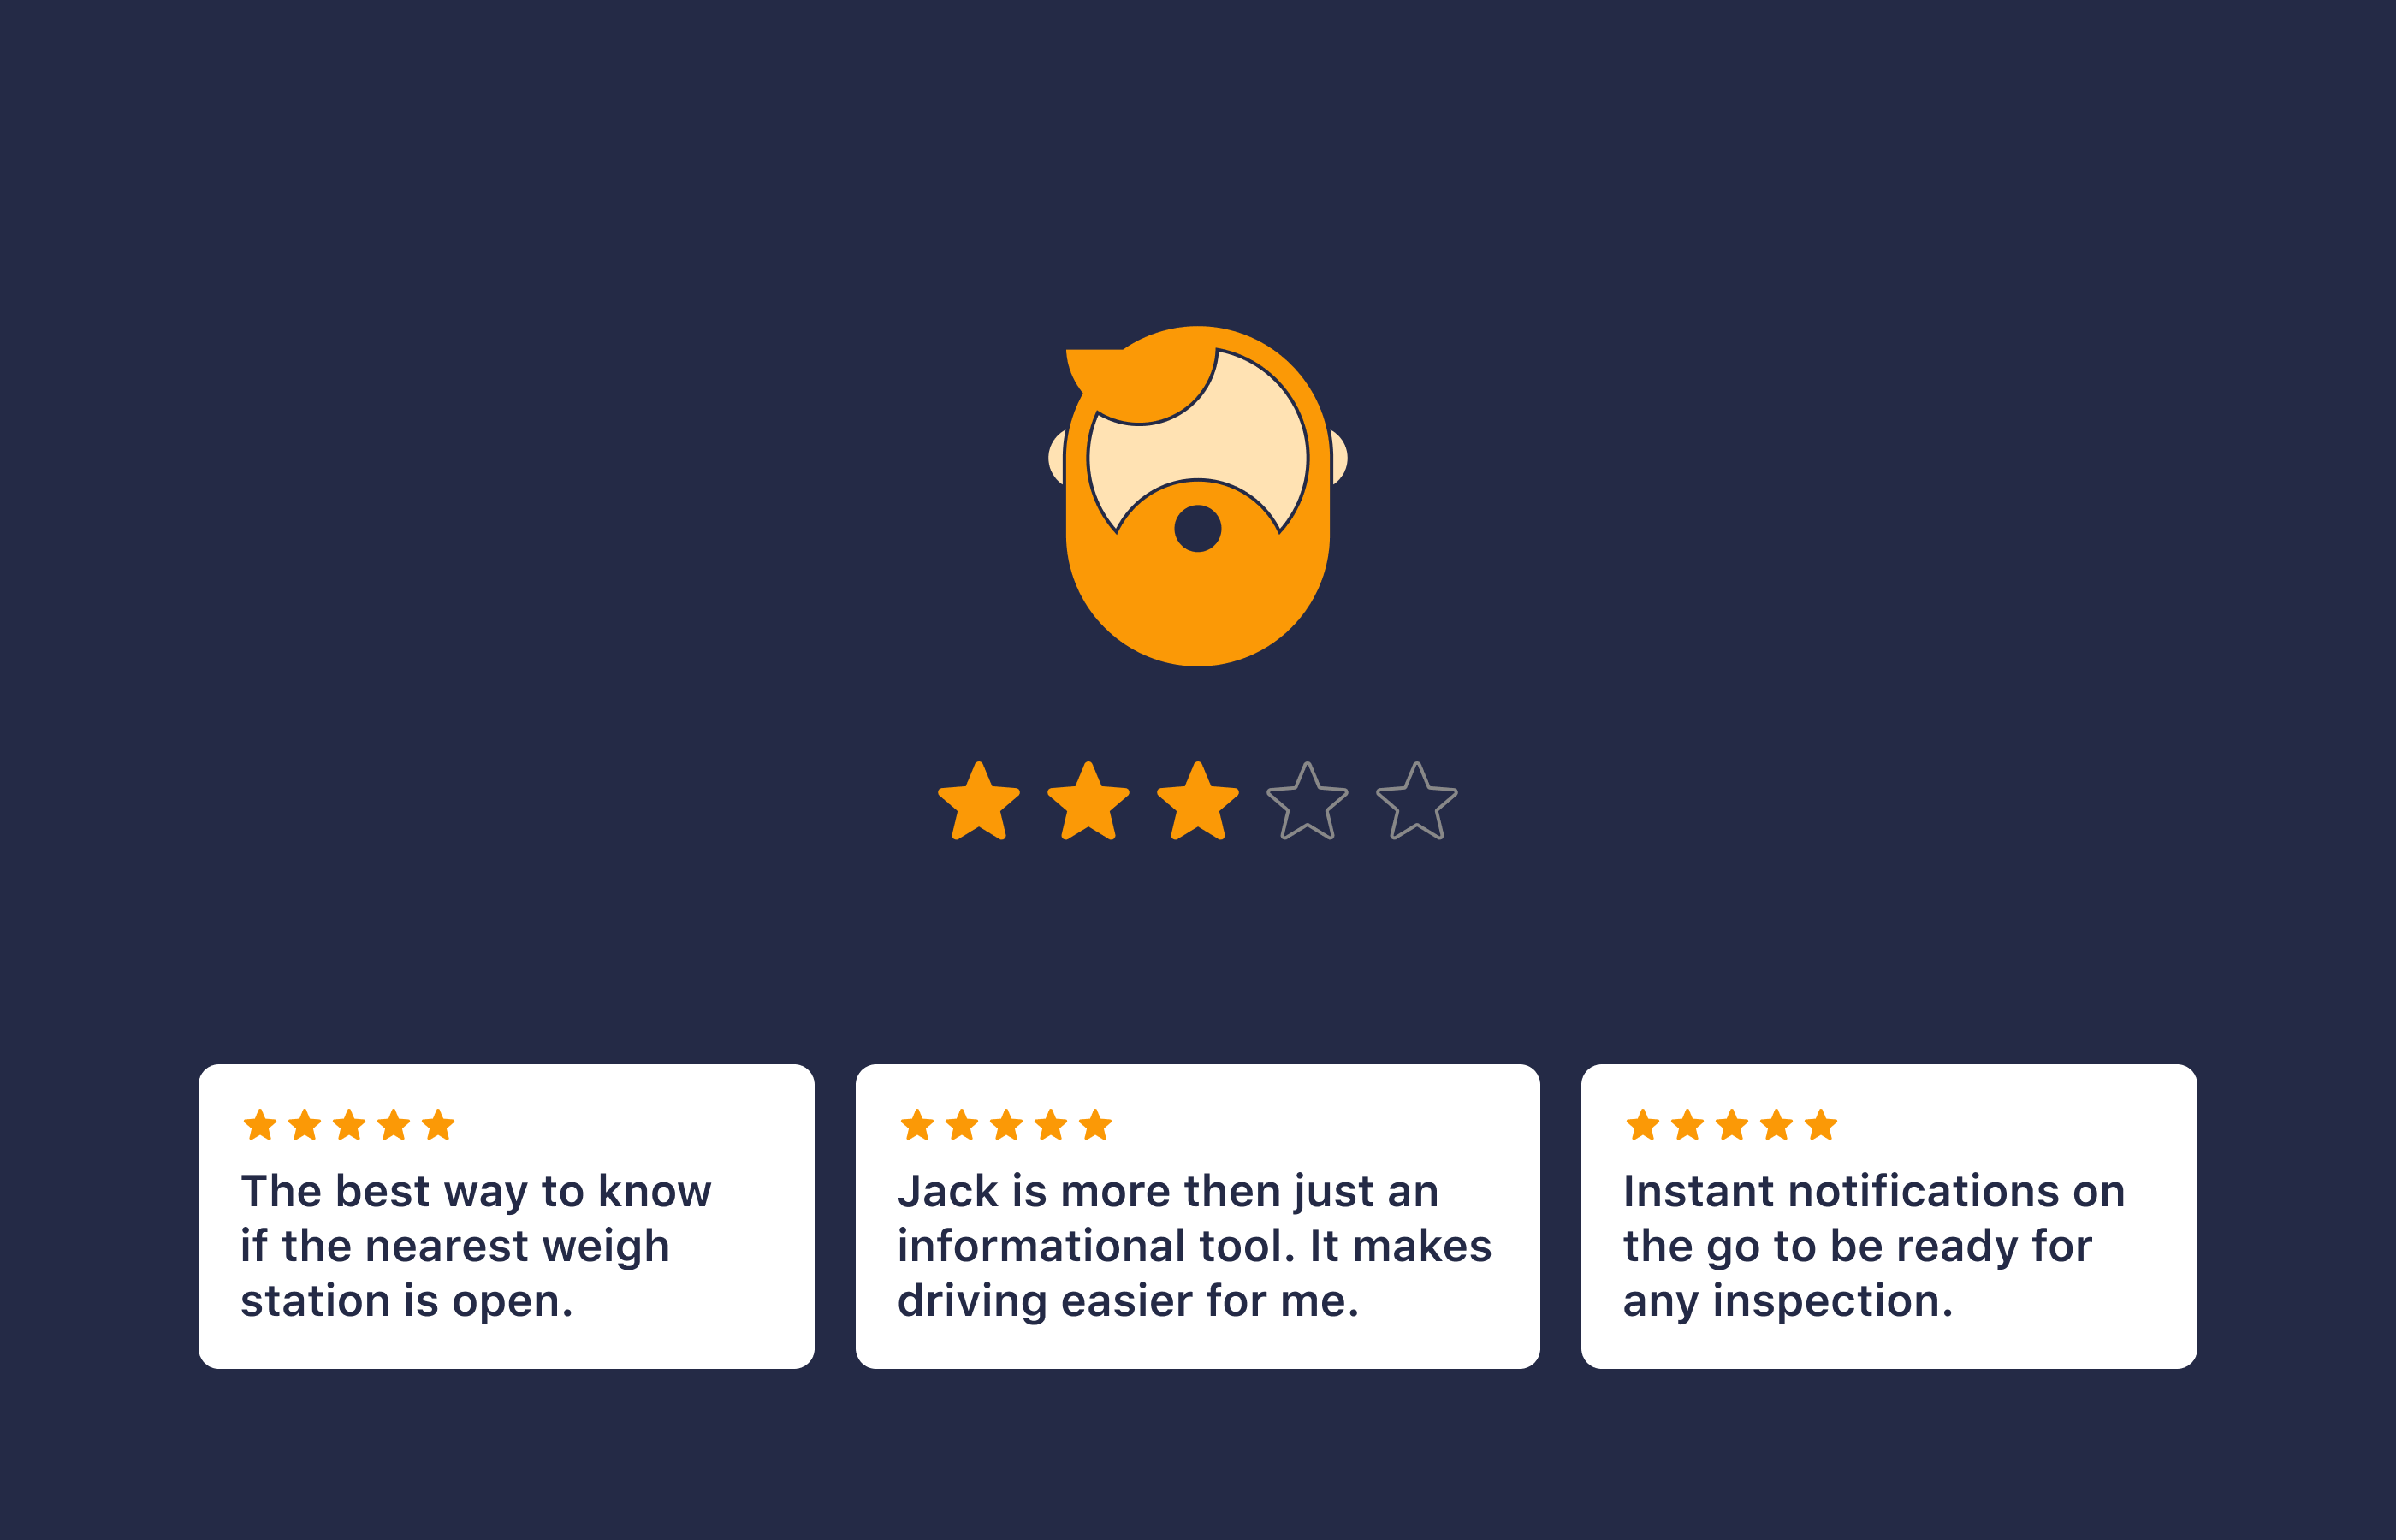 The best way to know
if the nearest weigh
station is open.
Jack is more then just an
informational tool. It makes
driving easier for me.
Instant notifications on
the go to be ready for
any inspection.